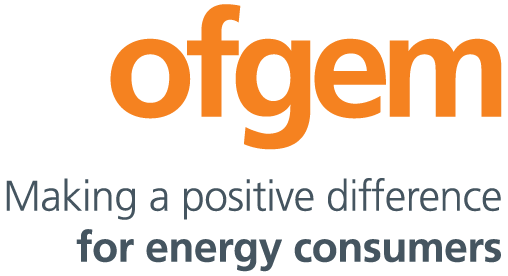 ofgem
Making a positive difference
for energy consumers